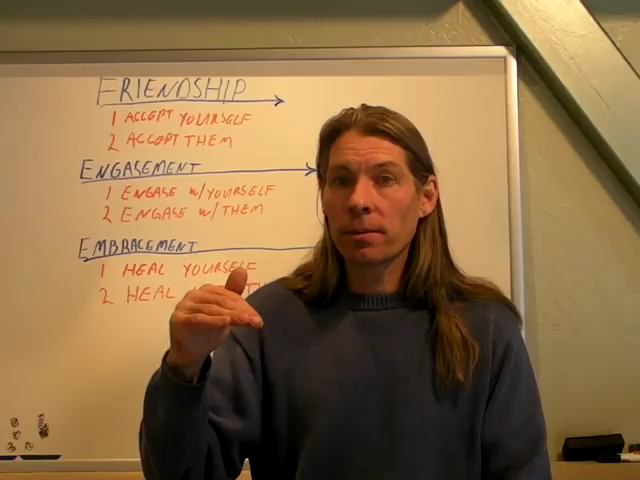 FRIENDSHIP
1 ACCEPT YOURSELF
2 ACCEPT THEM
ENGAGEMENT
1 ENGAGE W/YOURSELF
2 ENGAGE W/ THEM
EMBRACEMENT
1 HEAL YOURSELF
2 HEAL